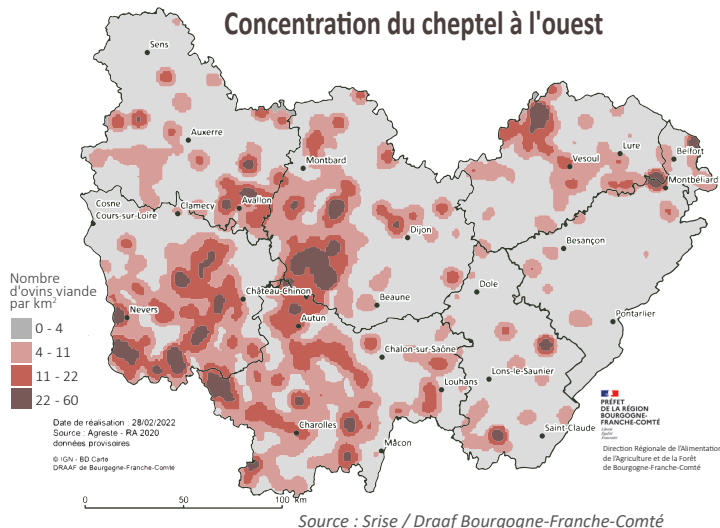 Concentration du cheptel à l'ouest
Sens
Auxerre
Montbard
Vesoul
Lure
Belfort
Montbéliard
Cosne
Cours-sur-Loire
Clamecy
Avallon
Dijon
Besançon
Nombre
d'ovins viande
par km²
0 - 4
4 - 11
11 - 22
22 - 60
Nevers
Château-Chinon
Beaune
Dole
Autun
Pontarlier
Chalon-sur-Saône
Louhans
Lons-le-Saunier
Charolles
Mâcon
Saint-Claude
PRÉFET
DE LA RÉGION
BOURGOGNE-
FRANCHE-COMTÉ
Liberté
Égalité
Fraternité
Direction Régionale de l'Alimentation
de l'Agriculture et de la Forêt
de Bourgogne-Franche-Comté
Date de réalisation : 28/02/2022
Source : Agreste - RA 2020
données provisoires
© IGN - BD Carto
DRAAF de Bourgogne-Franche-Comté
0 50 100 Km
Source : Srise / Draaf Bourgogne-Franche-Comté